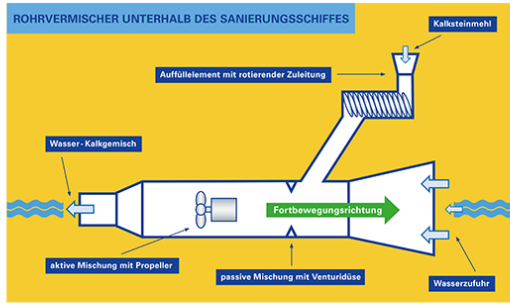 ROHRVERMISCHER UNTERHALB DES SANIERUNGSSCHIFFES
Kalksteinmehl
Auffüllelement mit rotierender Zuleitung
Wasser - Kalkgemisch
Fortbewegungsrichtung
aktive Mischung mit Propeller
passive Mischung mit Venturidüse
Wasserzufuhr